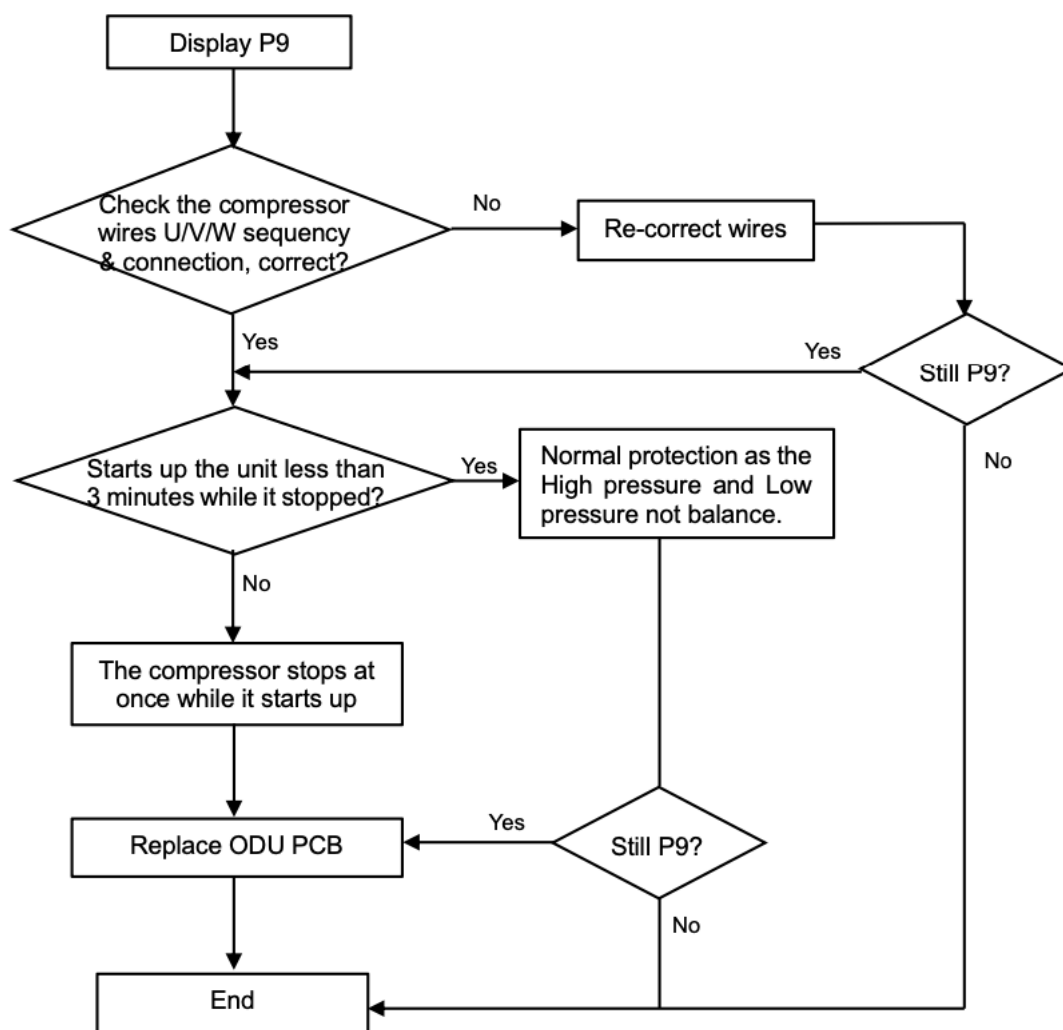 Display P9
Check the compressor
wires U/V/W sequency
& connection, correct?
No
Re-correct wires
Yes
Yes
Still P9?
Starts up the unit less than
3 minutes while it stopped?
Yes
Normal protection as the
High pressure and Low
pressure not balance.
No
No
The compressor stops at
once while it starts up
Replace ODU PCB
Yes
Still P9?
No
End